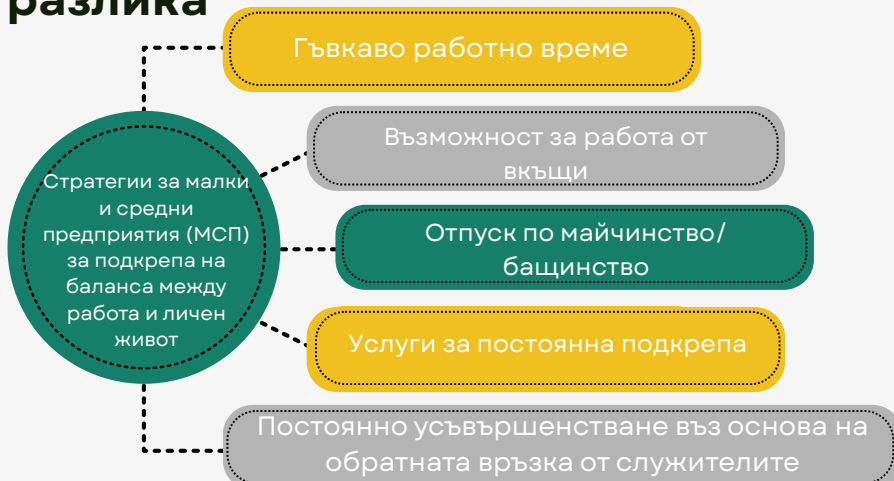 разлика
Гъвкаво работно време
Възможност за работа от
вкъщи
Стратегии за малки
и средни
предприятия (МСП)
за подкрепа на
баланса между
работа и личен
живот
Отпуск по майчинство/
бащинство
Услуги за постоянна подкрепа
Постоянно усъвършенстване въз основа на
обратната връзка от служителите